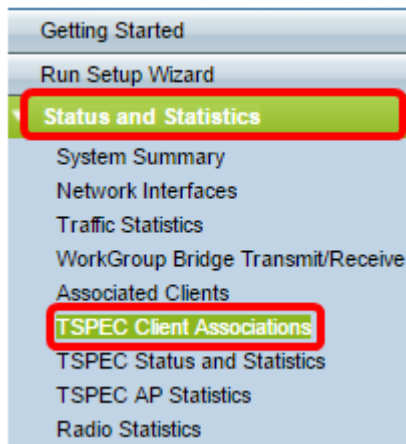 Getting Started
Run Setup Wizard
Status and Statistics
System Summary
Network Interfaces
Traffic Statistics
WorkGroup Bridge Transmit/Receive
Associated Clients
TSPEC Client Associations
TSPEC Status and Statistics
TSPEC AP Statistics
Radio Statistics